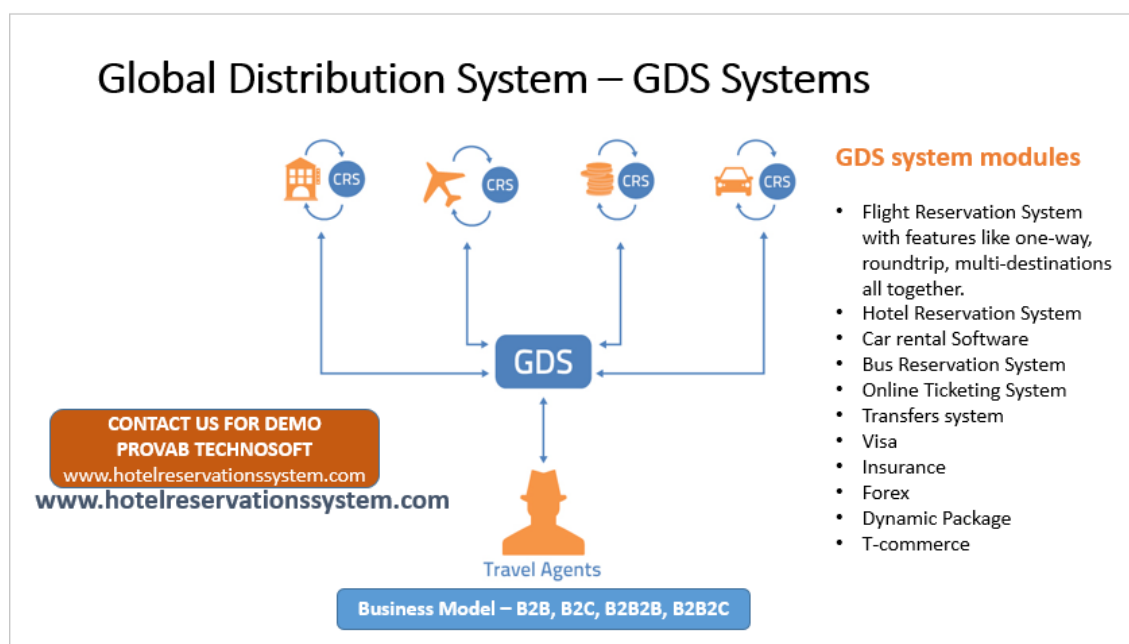 Global Distribution System – GDS Systems
CRS
CRS
CRS
CRS
GDS
Travel Agents
Business Model – B2B, B2C, B2B2B, B2B2C
CONTACT US FOR DEMO
PROVAB TECHNOSOFT
www.hotelreservationssystem.com
www.hotelreservationssystem.com
GDS system modules
• Flight Reservation System
with features like one-way,
roundtrip, multi-destinations
all together.
• Hotel Reservation System
• Car rental Software
• Bus Reservation System
• Online Ticketing System
• Transfers system
• Visa
• Insurance
• Forex
• Dynamic Package
• T-commerce